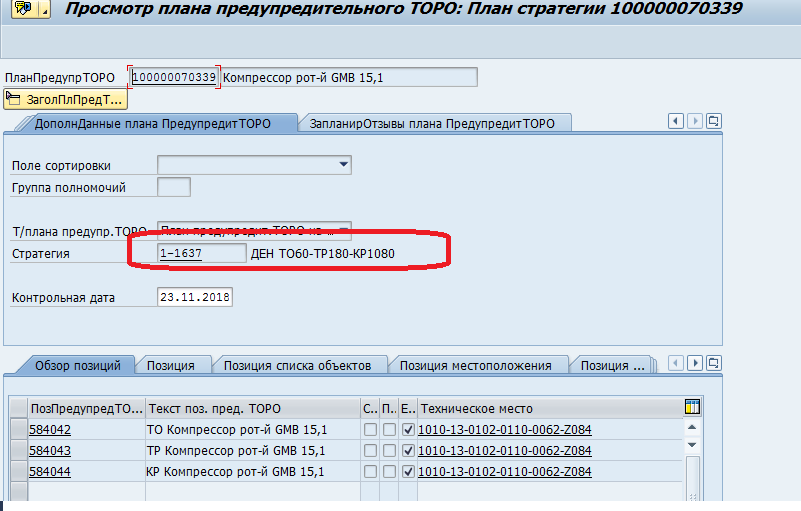 Просмотр плана предупредительного ТОРО: План стратегии 100000070339
ПланПредупрТОРО 100000070339 Компрессор рот-й GMB 15,1
ЗаголПлПредТ...
ДополнДанные плана ПредупредитТОРО ЗапланирОтзывы плана ПредупредитТОРО
Поле сортировки
Группа полномочий
Т/плана предупр.ТОРО План предупредит.ТОРО на ...
Стратегия 1-1637 ДЕН ТО60-ТР180-КР1080
Контрольная дата 23.11.2018
Обзор позиций Позиция Позиция списка объектов Позиция местоположения Позиция ...
ПозПредупредТО... Текст поз. пред. ТОРО С.. П.. Е.. Техническое место
584042 ТО Компрессор рот-й GMB 15,1 1010-13-0102-0110-0062-Z084
584043 ТР Компрессор рот-й GMB 15,1 1010-13-0102-0110-0062-Z084
584044 КР Компрессор рот-й GMB 15,1 1010-13-0102-0110-0062-Z084